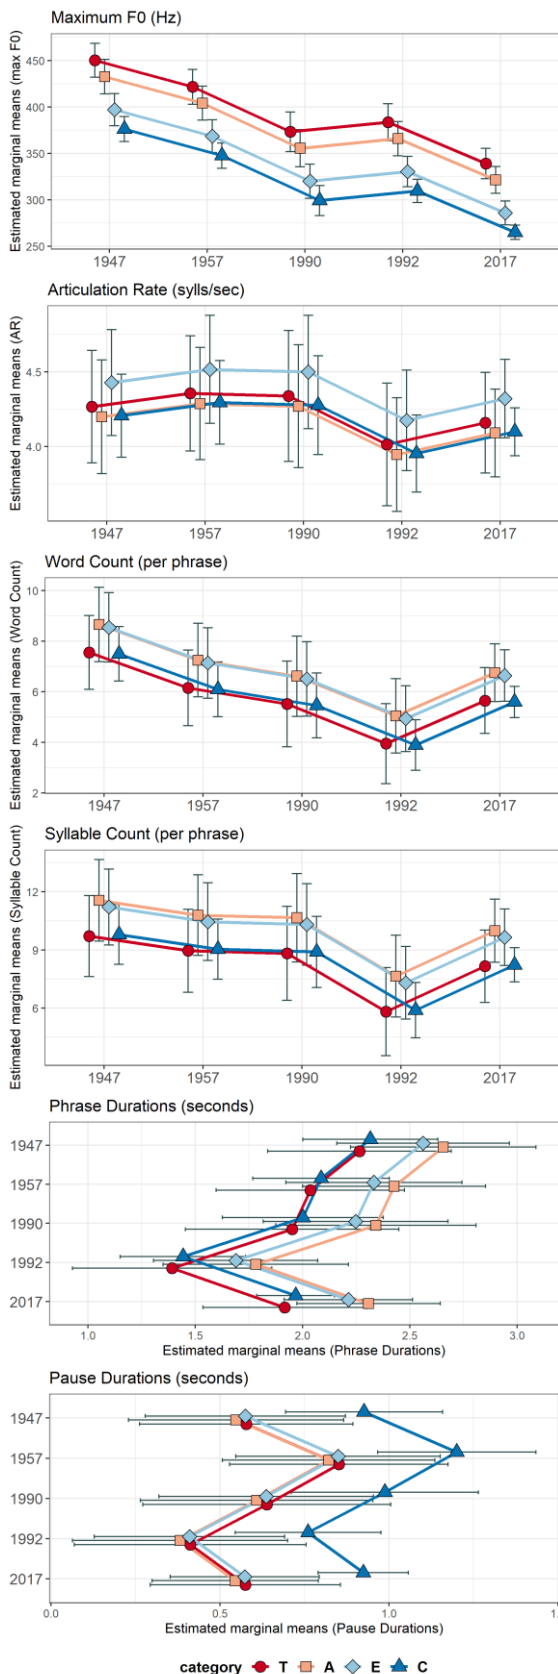 Maximum F0 (Hz)
Estimated marginal means (max F0)
450
400
350
300
250
1947 1957 1990 1992 2017
Articulation Rate (sylls/sec)
Estimated marginal means (AR)
4.5
4.0
1947 1957 1990 1992 2017
Word Count (per phrase)
Estimated marginal means (Word Count)
10
8
6
4
2
1947 1957 1990 1992 2017
Syllable Count (per phrase)
Estimated marginal means (Syllable Count)
12
9
6
1947 1957 1990 1992 2017
Phrase Durations (seconds)
1947
1957
1990
1992
2017
1.0 1.5 2.0 2.5 3.0
Estimated marginal means (Phrase Durations)
Pause Durations (seconds)
1947
1957
1990
1992
2017
0.0 0.5 1.0 1.
Estimated marginal means (Pause Durations)
category T A E C